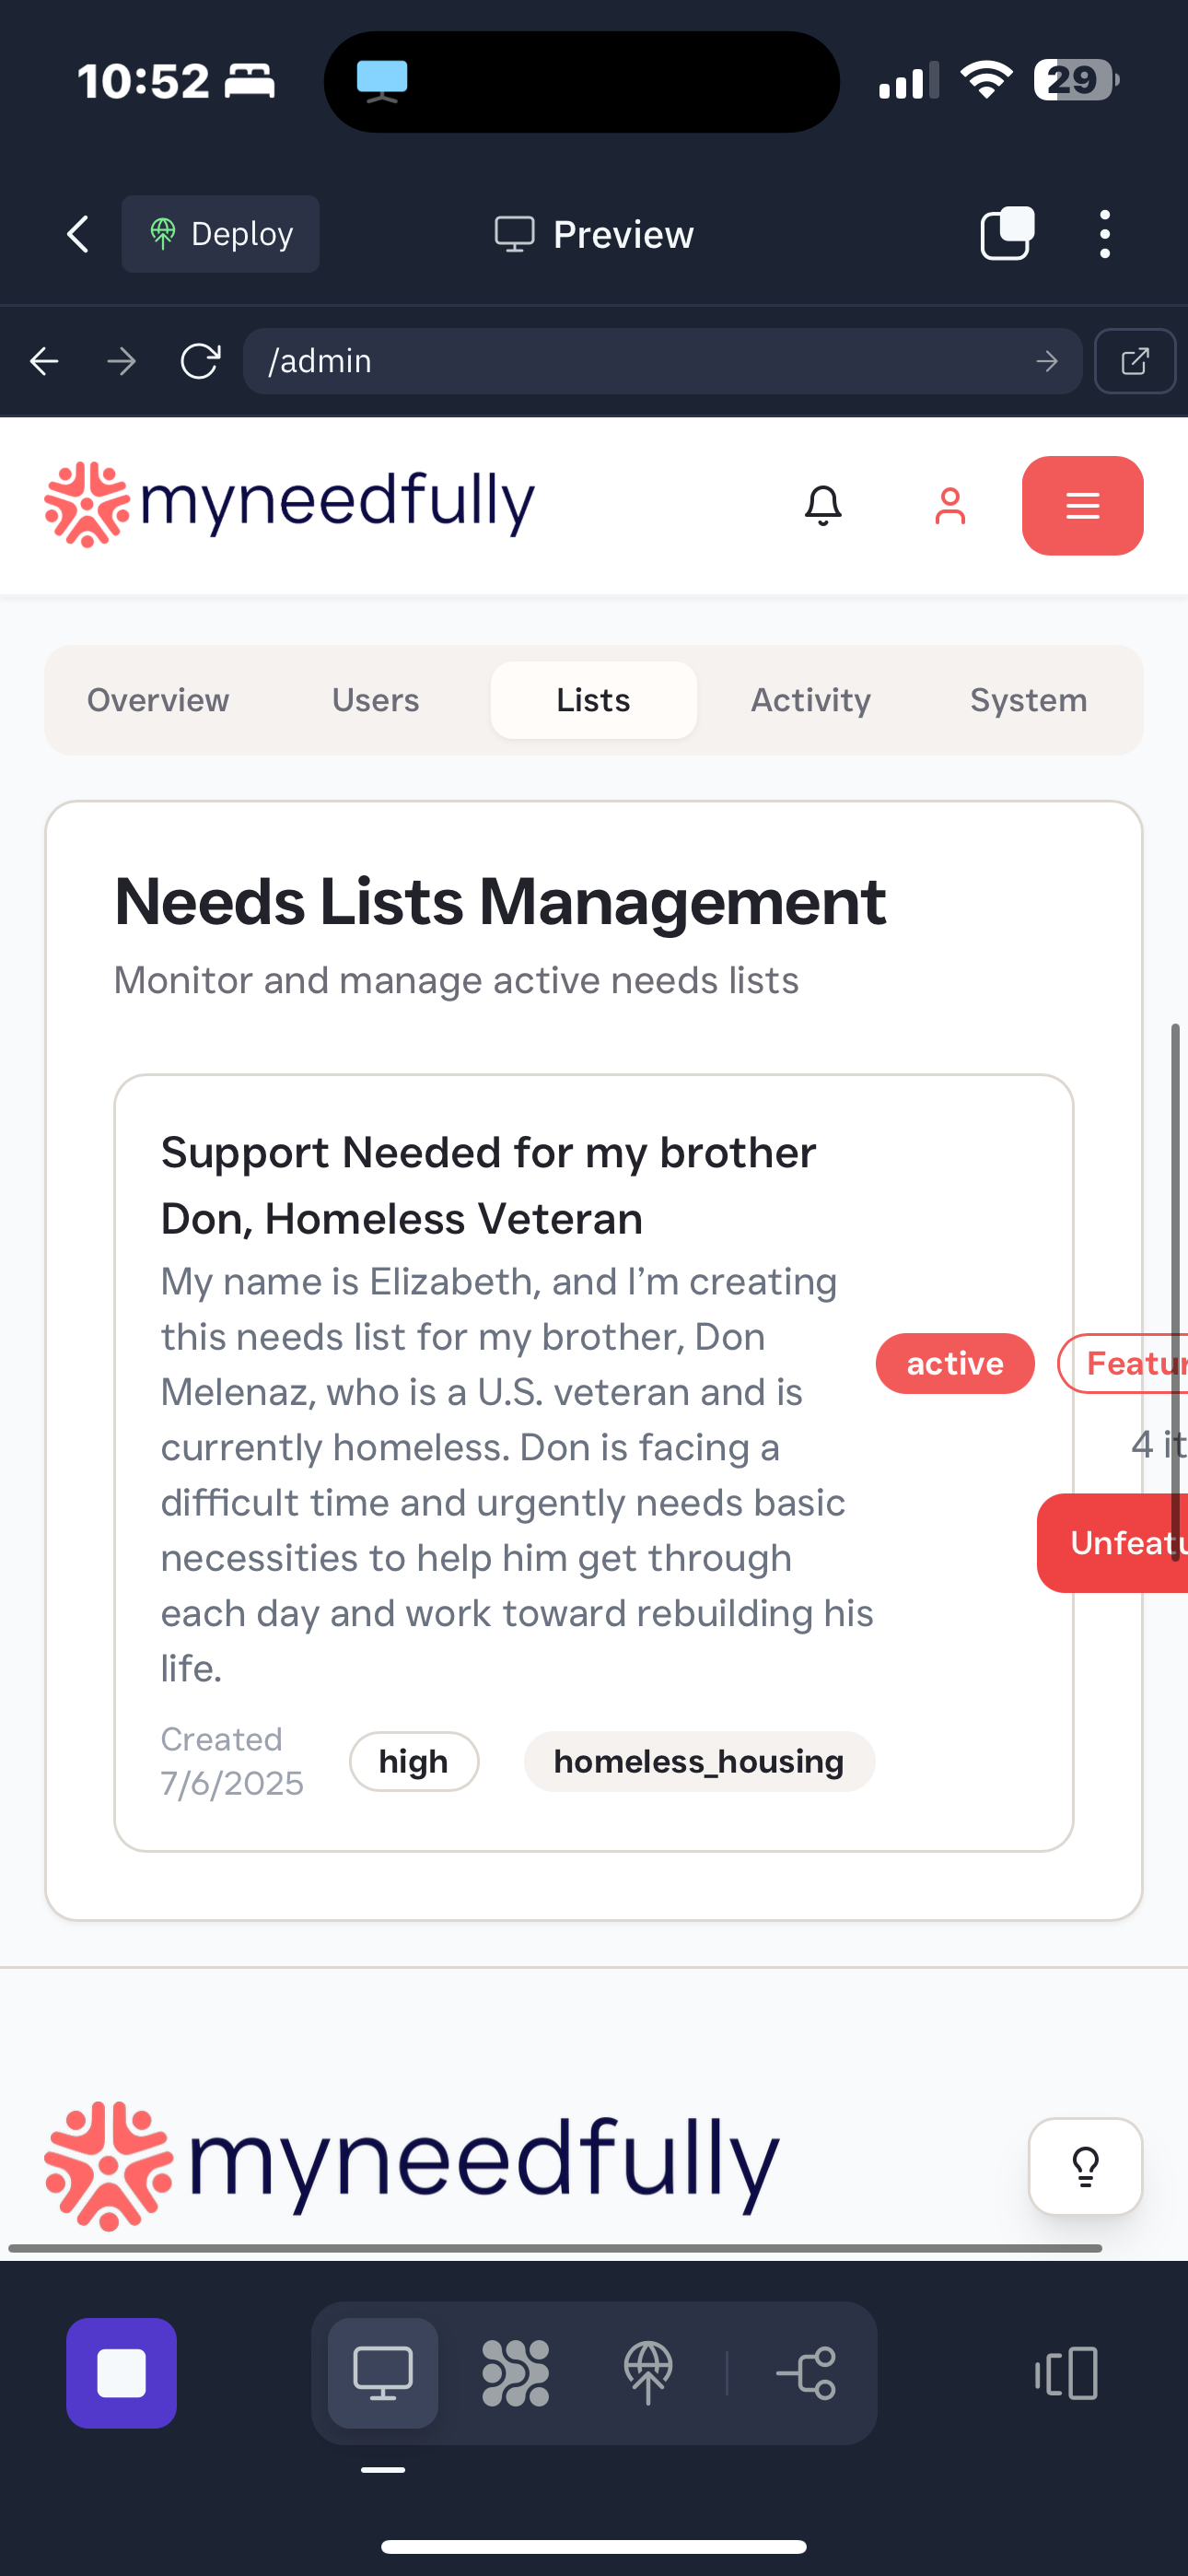 10:52
29
Deploy
Preview
/admin
myneedfully
Overview Users Lists Activity System
Needs Lists Management
Monitor and manage active needs lists
Support Needed for my brother
Don, Homeless Veteran
My name is Elizabeth, and I’m creating
this needs list for my brother, Don
Melenaz, who is a U.S. veteran and is
currently homeless. Don is facing a
difficult time and urgently needs basic
necessities to help him get through
each day and work toward rebuilding his
life.
active
Featur
4 it
Unfeatu
Created
7/6/2025
high
homeless_housing
myneedfully